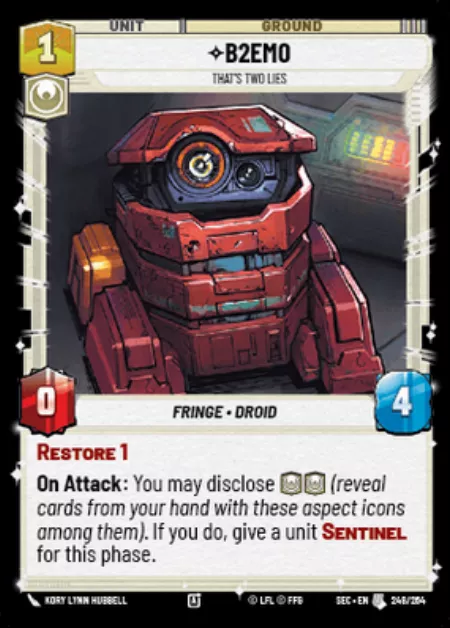 UNIT GROUND
1
B2EMO
THAT'S TWO LIES
0
FRINGE • DROID
4
RESTORE 1
On Attack: You may disclose (reveal
cards from your hand with these aspect icons
among them). If you do, give a unit SENTINEL
for this phase.
KORY LYNN HUBBELL Ⓛ LFL Ⓕ FFG SEC • EN 248/264